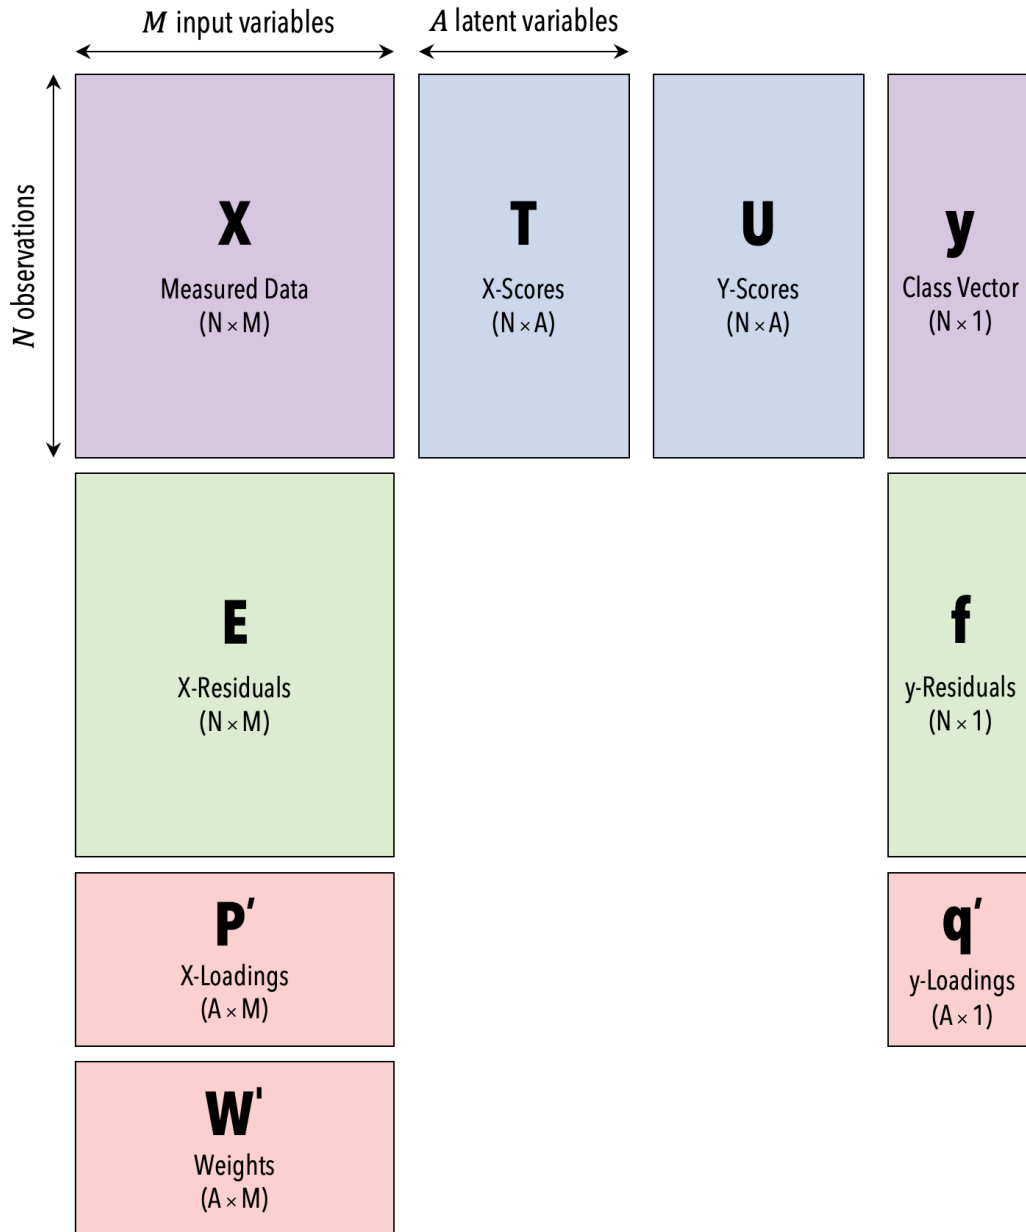 M input variables
A latent variables
N observations
X
Measured Data
(N × M)
T
X-Scores
(N × A)
U
Y-Scores
(N × A)
y
Class Vector
(N × 1)
E
X-Residuals
(N × M)
f
y-Residuals
(N × 1)
P′
X-Loadings
(A × M)
q′
y-Loadings
(A × 1)
W'
Weights
(A × M)